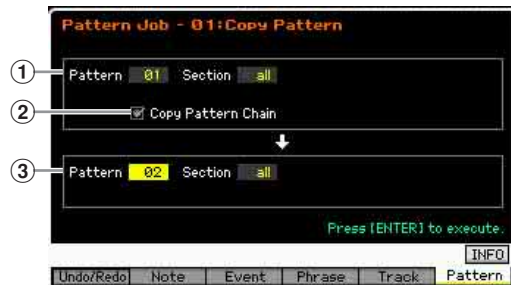 Pattern Job - 01:Copy Pattern
1 Pattern 01 Section all
2 Copy Pattern Chain
3 Pattern 02 Section all
Press [ENTER] to execute.
INFO
Undo/Redo Note Event Phrase Track Pattern